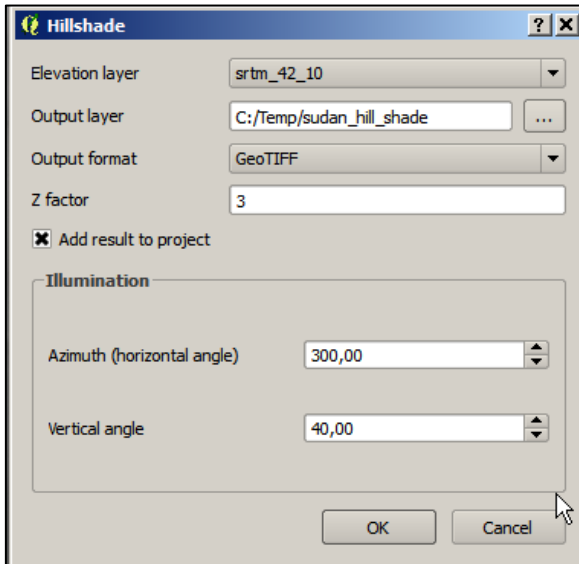 Hillshade
Elevation layer srtm_42_10
Output layer C:/Temp/sudan_hill_shade ...
Output format GeoTIFF
Z factor 3
Add result to project
Illumination
Azimuth (horizontal angle) 300,00
Vertical angle 40,00
OK Cancel